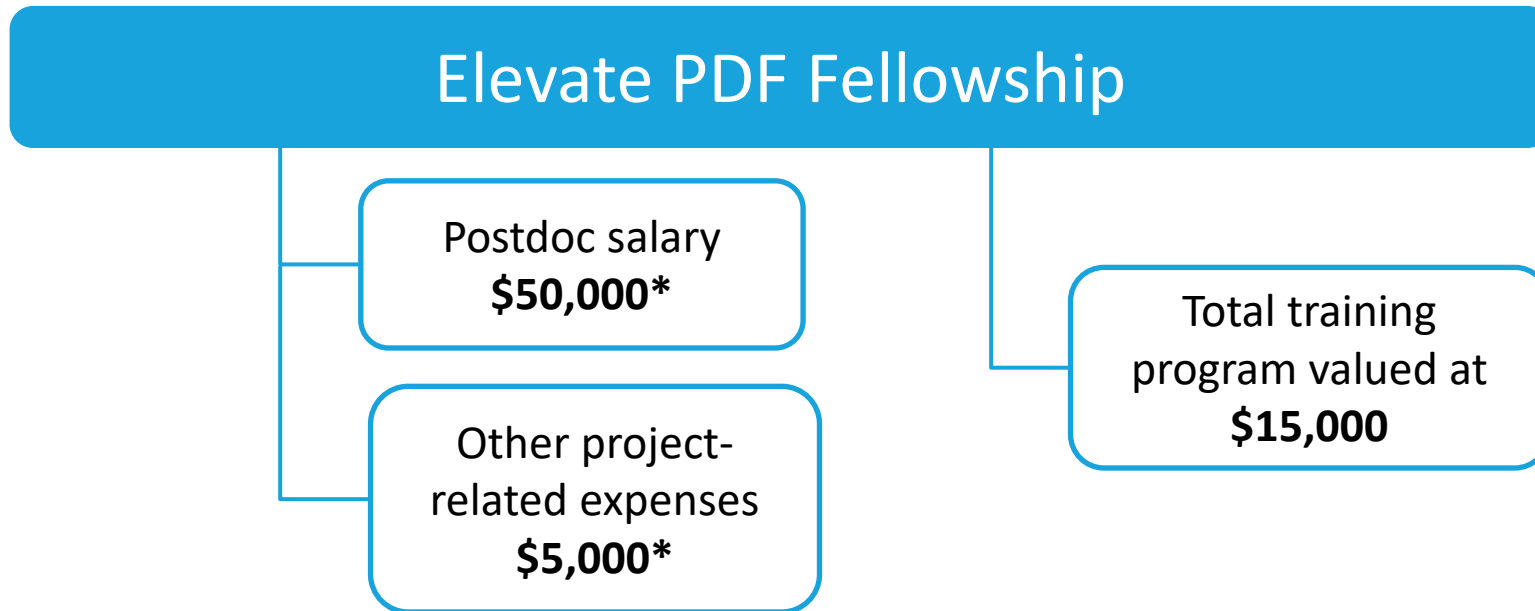 Elevate PDF Fellowship
Postdoc salary
$50,000*
Other project-
related expenses
$5,000*
Total training
program valued at
$15,000